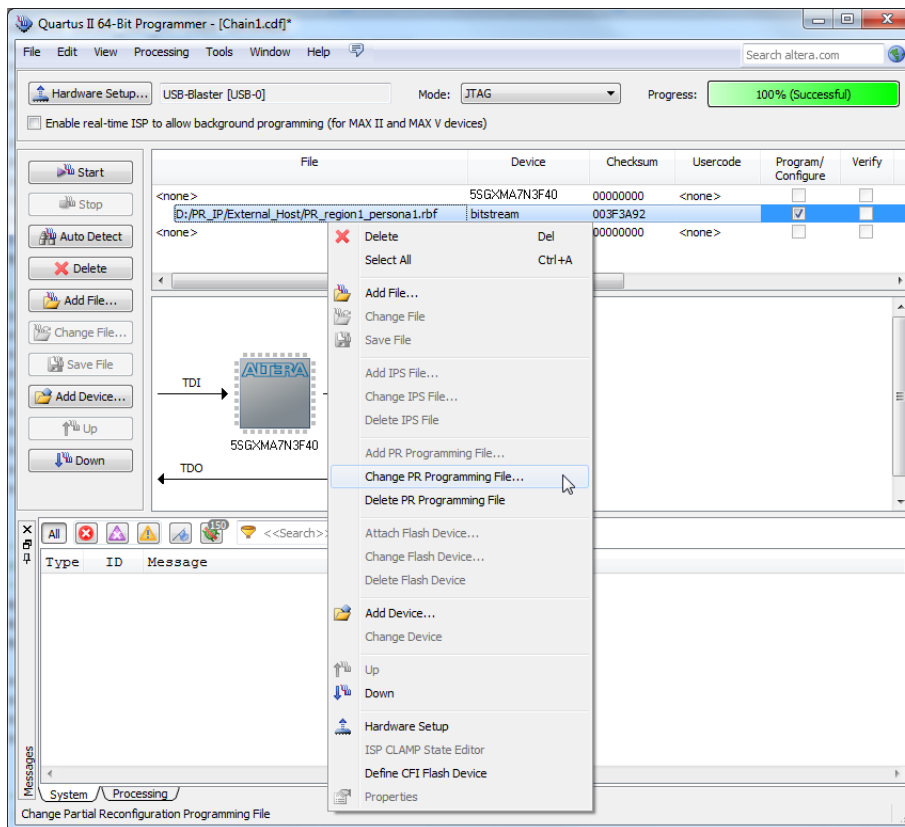 Quartus II 64-Bit Programmer - [Chain1.cdf]*
File Edit View Processing Tools Window Help Search altera.com
Hardware Setup... USB-Blaster [USB-0] Mode: JTAG Progress: 100% (Successful)
Enable real-time ISP to allow background programming (for MAX II and MAX V devices)
Start
Stop
Auto Detect
Delete
Add File...
Change File...
Save File
Add Device...
Up
Down
File Device Checksum Usercode Program/ Configure Verify
<none> 5SGXMA7N3F40 00000000 <none>
D:/PR_IP/External_Host/PR_region1_persona1.rbf bitstream 003F3A92
<none> 00000000 <none>
TDI
ALTERA
5SGXMA7N3F40
TDO
Delete Del
Select All Ctrl+A
Add File...
Change File
Save File
Add IPS File...
Change IPS File...
Delete IPS File
Add PR Programming File...
Change PR Programming File...
Delete PR Programming File
Attach Flash Device...
Change Flash Device...
Delete Flash Device
Add Device...
Change Device
Up
Down
Hardware Setup
ISP CLAMP State Editor
Define CFI Flash Device
Properties
All 150 <<Search>>
Type ID Message
Messages
System Processing
Change Partial Reconfiguration Programming File